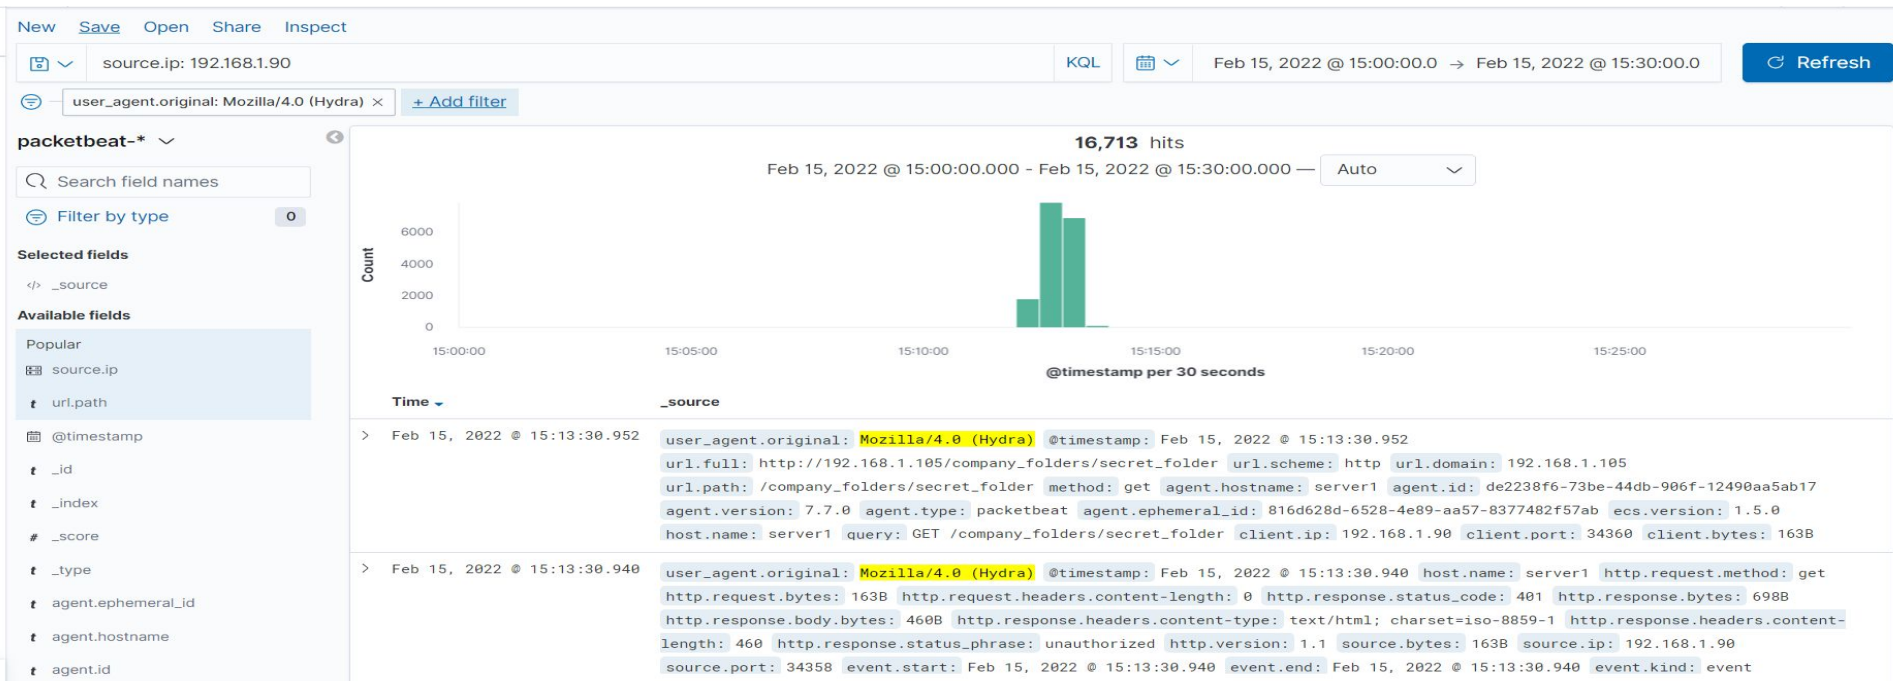 New Save Open Share Inspect
source.ip: 192.168.1.90 KQL Feb 15, 2022 @ 15:00:00.0 → Feb 15, 2022 @ 15:30:00.0 Refresh
user_agent.original: Mozilla/4.0 (Hydra) × + Add filter
packetbeat-*
Search field names
Filter by type 0
Selected fields
</> _source
Available fields
Popular
source.ip
t url.path
@timestamp
t _id
t _index
# _score
t _type
t agent.ephemeral_id
t agent.hostname
t agent.id
16,713 hits
Feb 15, 2022 @ 15:00:00.000 - Feb 15, 2022 @ 15:30:00.000 — Auto
Count
6000
4000
2000
0
15:00:00 15:05:00 15:10:00 15:15:00 15:20:00 15:25:00
@timestamp per 30 seconds
Time _source
> Feb 15, 2022 @ 15:13:30.952 user_agent.original: Mozilla/4.0 (Hydra) @timestamp: Feb 15, 2022 @ 15:13:30.952
url.full: http://192.168.1.105/company_folders/secret_folder url.scheme: http url.domain: 192.168.1.105
url.path: /company_folders/secret_folder method: get agent.hostname: server1 agent.id: de2238f6-73be-44db-906f-12490aa5ab17
agent.version: 7.7.0 agent.type: packetbeat agent.ephemeral_id: 816d628d-6528-4e89-aa57-8377482f57ab ecs.version: 1.5.0
host.name: server1 query: GET /company_folders/secret_folder client.ip: 192.168.1.90 client.port: 34360 client.bytes: 163B
> Feb 15, 2022 @ 15:13:30.940 user_agent.original: Mozilla/4.0 (Hydra) @timestamp: Feb 15, 2022 @ 15:13:30.940 host.name: server1 http.request.method: get
http.request.bytes: 163B http.request.headers.content-length: 0 http.response.status_code: 401 http.response.bytes: 698B
http.response.body.bytes: 460B http.response.headers.content-type: text/html; charset=iso-8859-1 http.response.headers.content-
length: 460 http.response.status_phrase: unauthorized http.version: 1.1 source.bytes: 163B source.ip: 192.168.1.90
source.port: 34358 event.start: Feb 15, 2022 @ 15:13:30.940 event.end: Feb 15, 2022 @ 15:13:30.940 event.kind: event